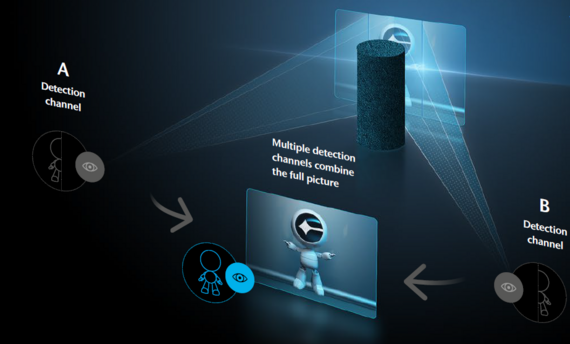 A
Detection
channel
Multiple detection
channels combine
the full picture
B
Detection
channel